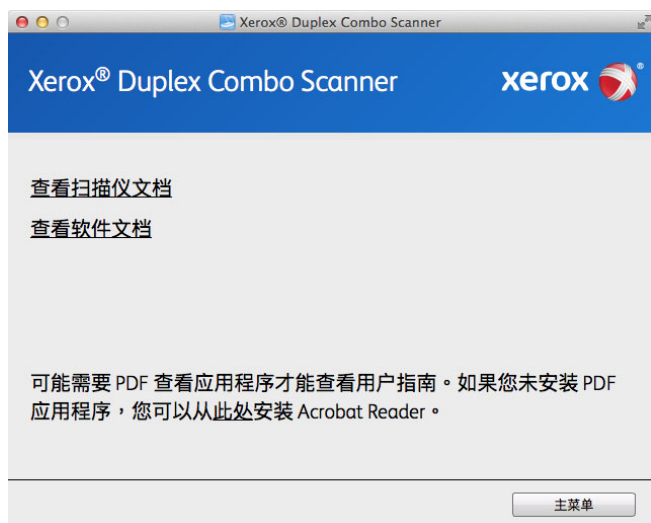 Xerox® Duplex Combo Scanner
Xerox® Duplex Combo Scanner
xerox ®
查看扫描仪文档
查看软件文档
可能需要 PDF 查看应用程序才能查看用户指南。如果您未安装 PDF
应用程序，您可以从此处安装 Acrobat Reader。
主菜单